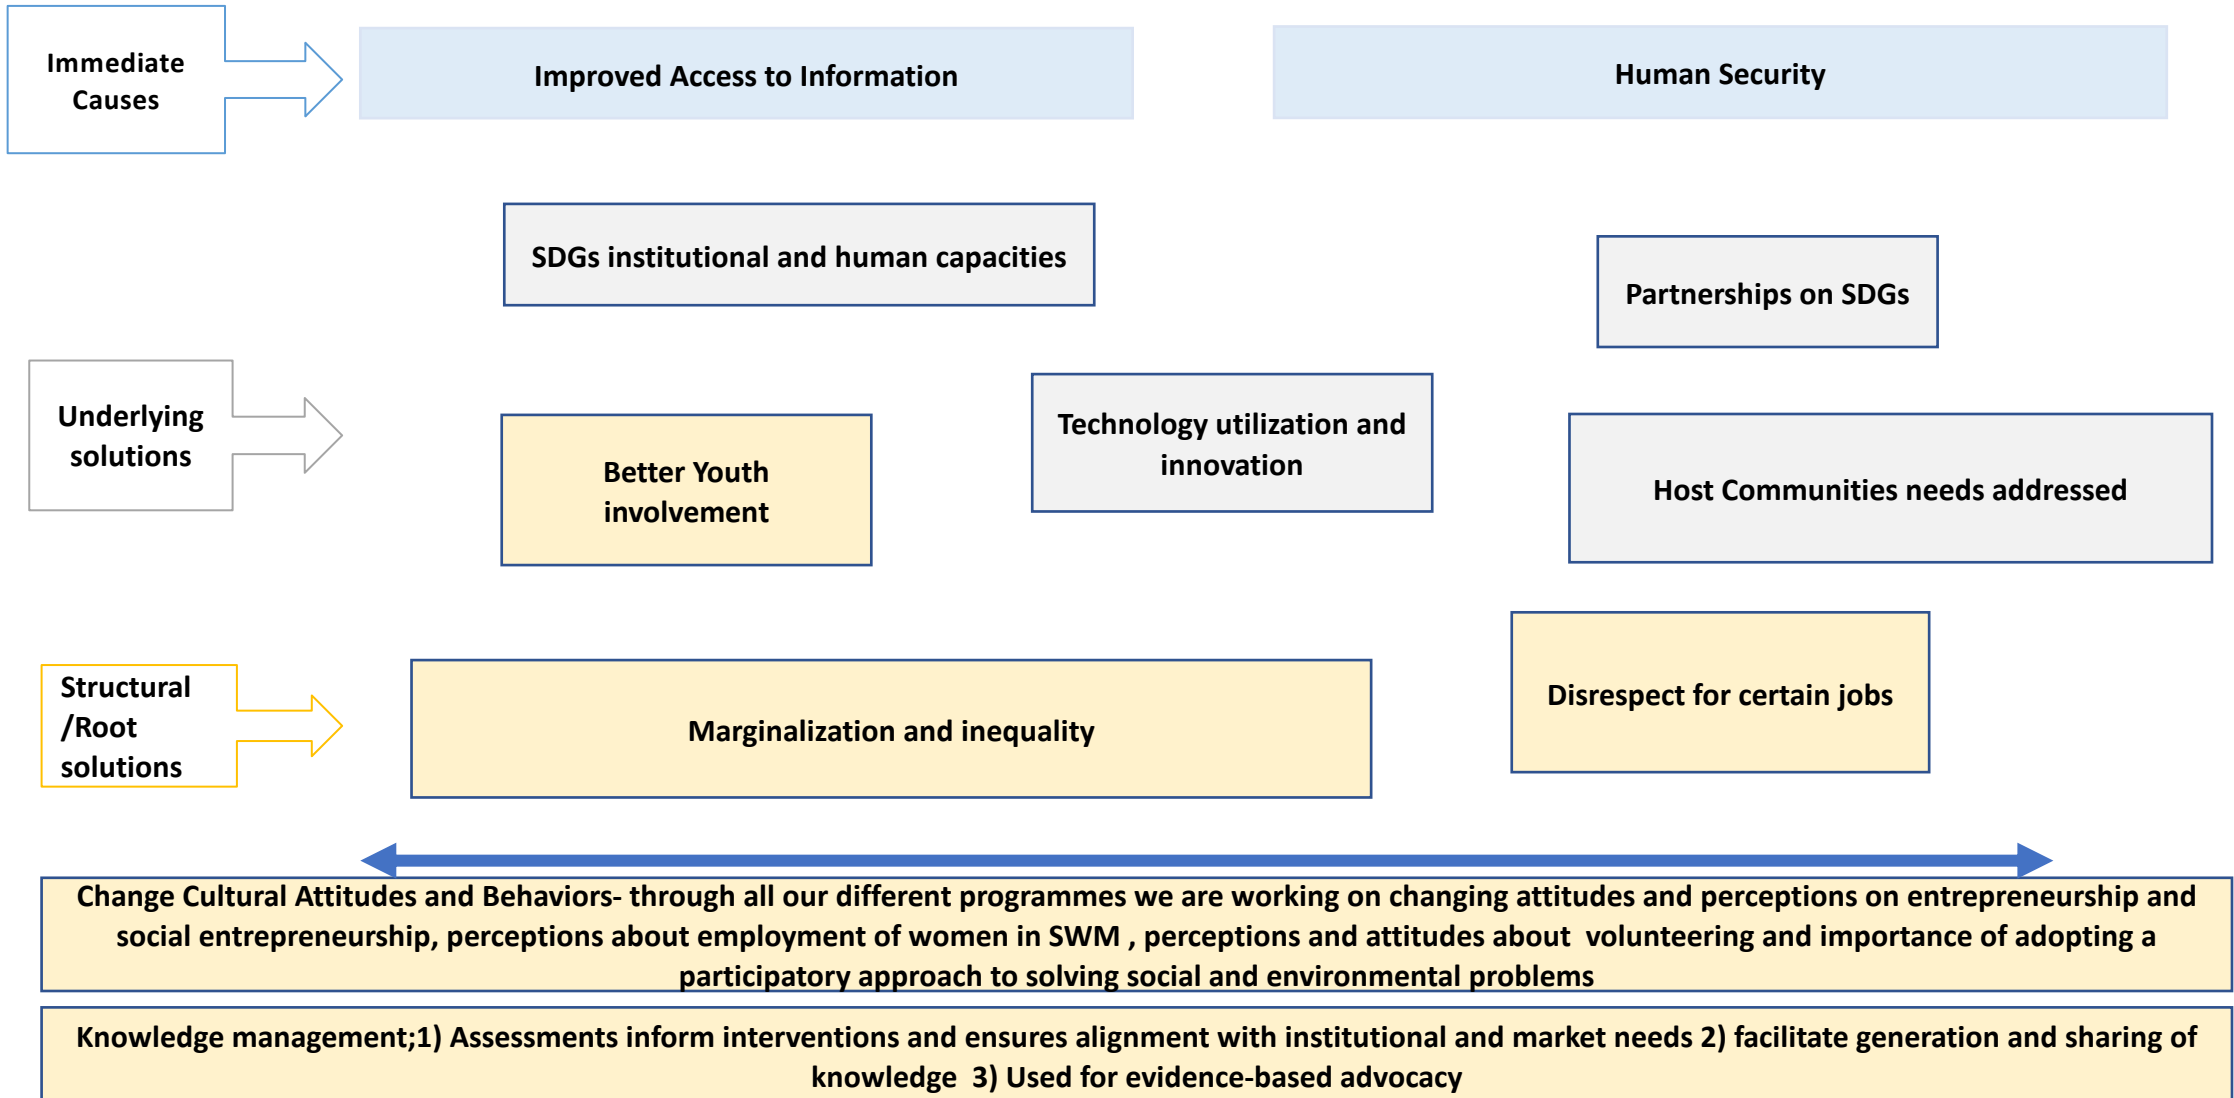 Immediate
Causes
Improved Access to Information
Human Security
SDGs institutional and human capacities
Partnerships on SDGs
Underlying
solutions
Better Youth
involvement
Technology utilization and
innovation
Host Communities needs addressed
Structural
/Root
solutions
Marginalization and inequality
Disrespect for certain jobs
Change Cultural Attitudes and Behaviors- through all our different programmes we are working on changing attitudes and perceptions on entrepreneurship and
social entrepreneurship, perceptions about employment of women in SWM , perceptions and attitudes about  volunteering and importance of adopting a
participatory approach to solving social and environmental problems
Knowledge management;1) Assessments inform interventions and ensures alignment with institutional and market needs 2) facilitate generation and sharing of
knowledge  3) Used for evidence-based advocacy